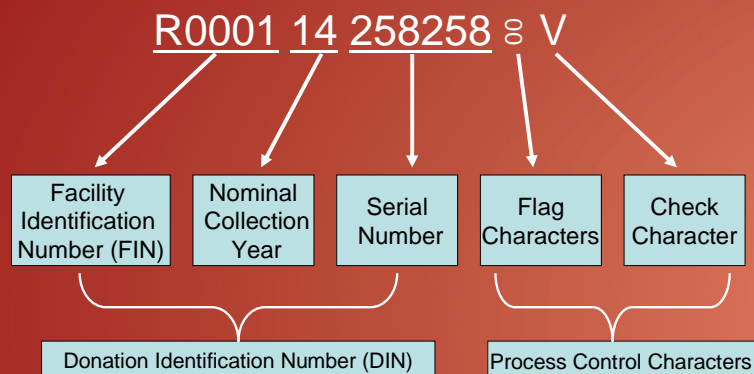 R0001 14 258258 00 V
Facility
Identification
Number (FIN)
Nominal
Collection
Year
Serial
Number
Flag
Characters
Check
Character
Donation Identification Number (DIN)
Process Control Characters